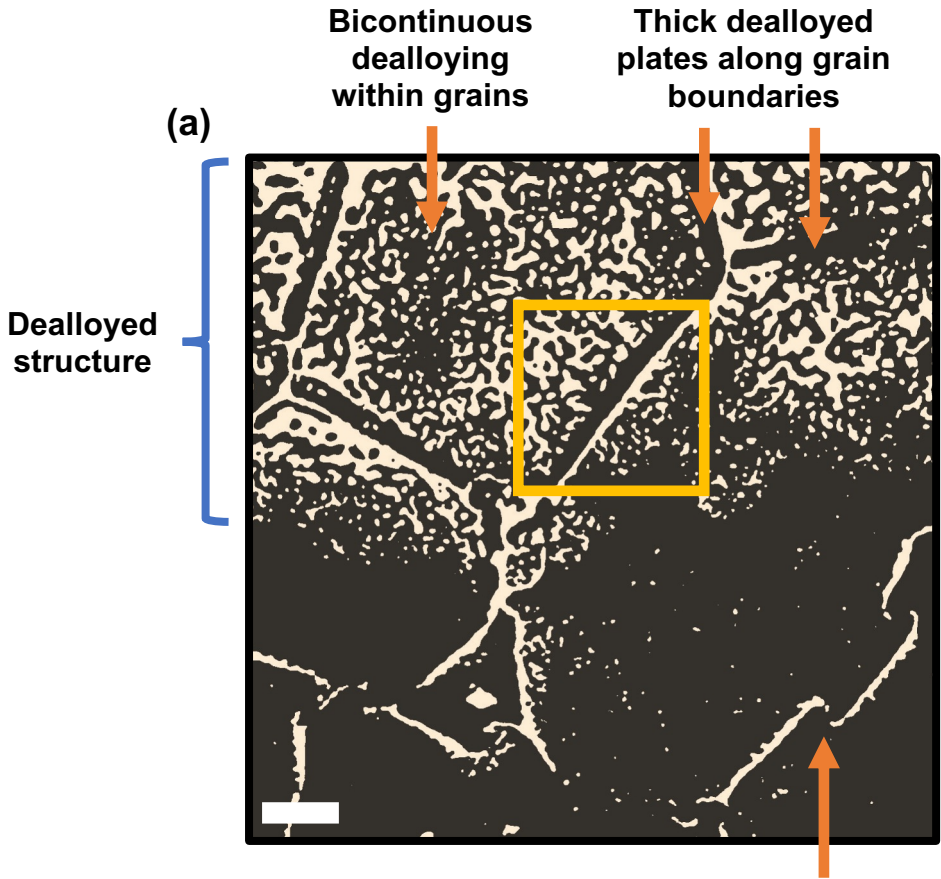 Bicontinuous
dealloying
within grains
Thick dealloyed
plates along grain
boundaries
(a)
Dealloyed
structure